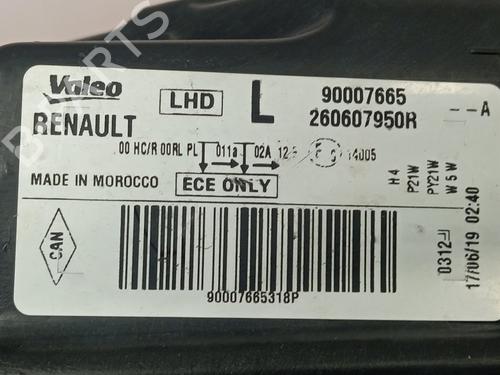 Valeo
LHD
L
90007665
--A
RENAULT
260607950R
00 HC/R 00RL PL 011a 02A 12
14005
MADE IN MOROCCO
ECE ONLY
H4
P21W
PY21W
W5W
CAN
0312
17/06/19 02:40
90007665318P